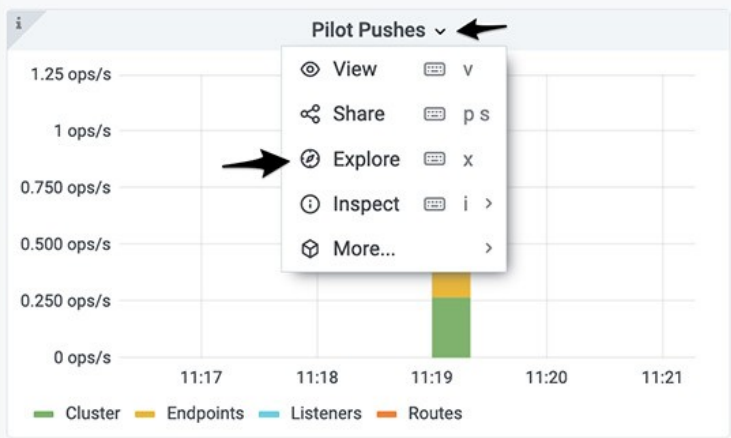 i
Pilot Pushes
1.25 ops/s
1 ops/s
0.750 ops/s
0.500 ops/s
0.250 ops/s
0 ops/s
View v
Share p s
Explore x
Inspect i
More...
11:17 11:18 11:19 11:20 11:21
Cluster Endpoints Listeners Routes